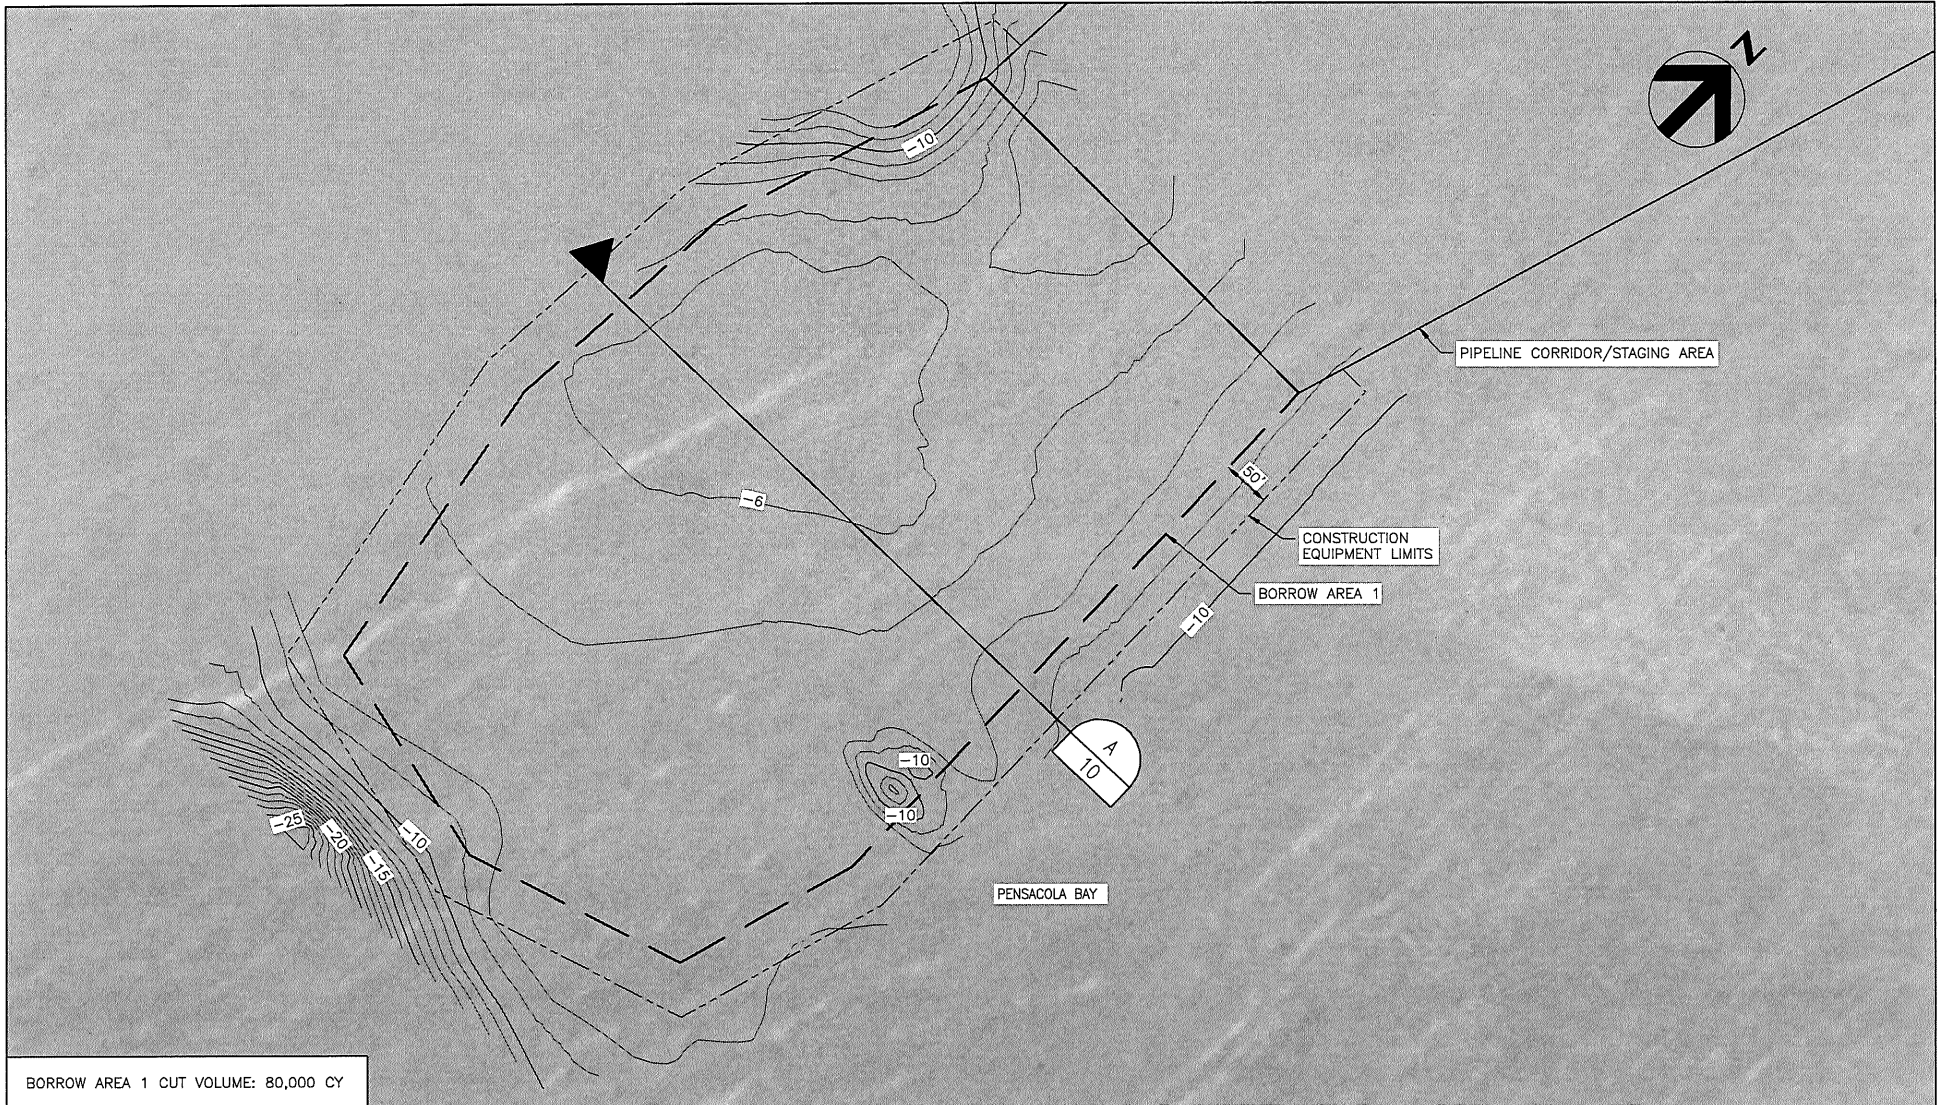 N
-10
PIPELINE CORRIDOR/STAGING AREA
50'
-6
CONSTRUCTION
EQUIPMENT LIMITS
BORROW AREA 1
-10
A
10
-10
-10
-25
-20
-15
-10
PENSACOLA BAY
BORROW AREA 1 CUT VOLUME: 80,000 CY